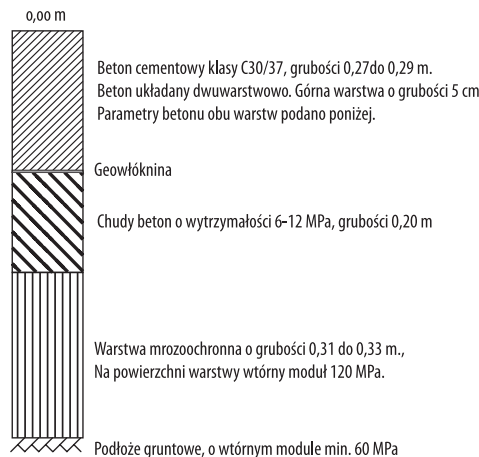 0,00 m
Beton cementowy klasy C30/37, grubości 0,27do 0,29 m.
Beton układany dwuwarstwowo. Górna warstwa o grubości 5 cm
Parametry betonu obu warstw podano poniżej.
Geowłóknina
Chudy beton o wytrzymałości 6-12 MPa, grubości 0,20 m
Warstwa mrozoochronna o grubości 0,31 do 0,33 m.,
Na powierzchni warstwy wtórny moduł 120 MPa.
Podłoże gruntowe, o wtórnym module min. 60 MPa